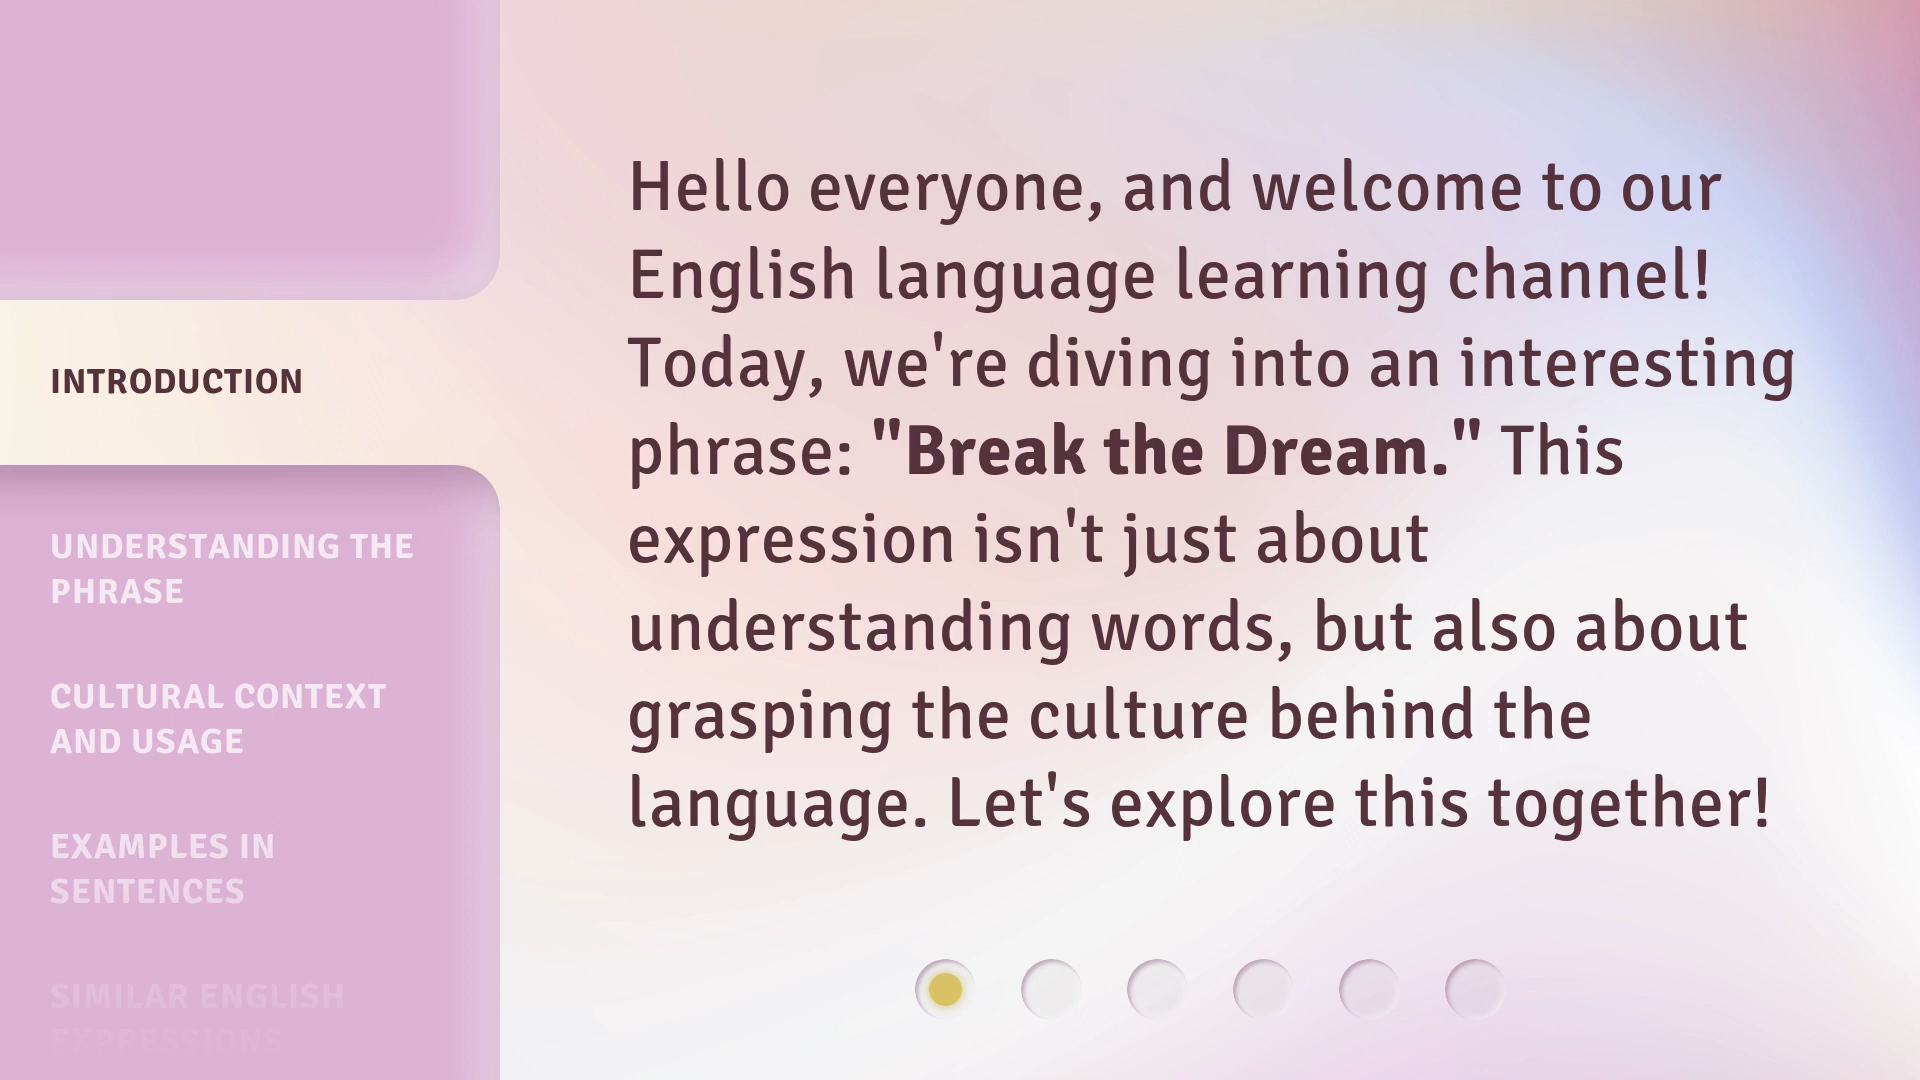 INTRODUCTION
UNDERSTANDING THE
PHRASE
CULTURAL CONTEXT
AND USAGE
EXAMPLES IN
SENTENCES
SIMILAR ENGLISH
EXPRESSIONS
Hello everyone, and welcome to our
English language learning channel!
Today, we're diving into an interesting
phrase: "Break the Dream." This
expression isn't just about
understanding words, but also about
grasping the culture behind the
language. Let's explore this together!